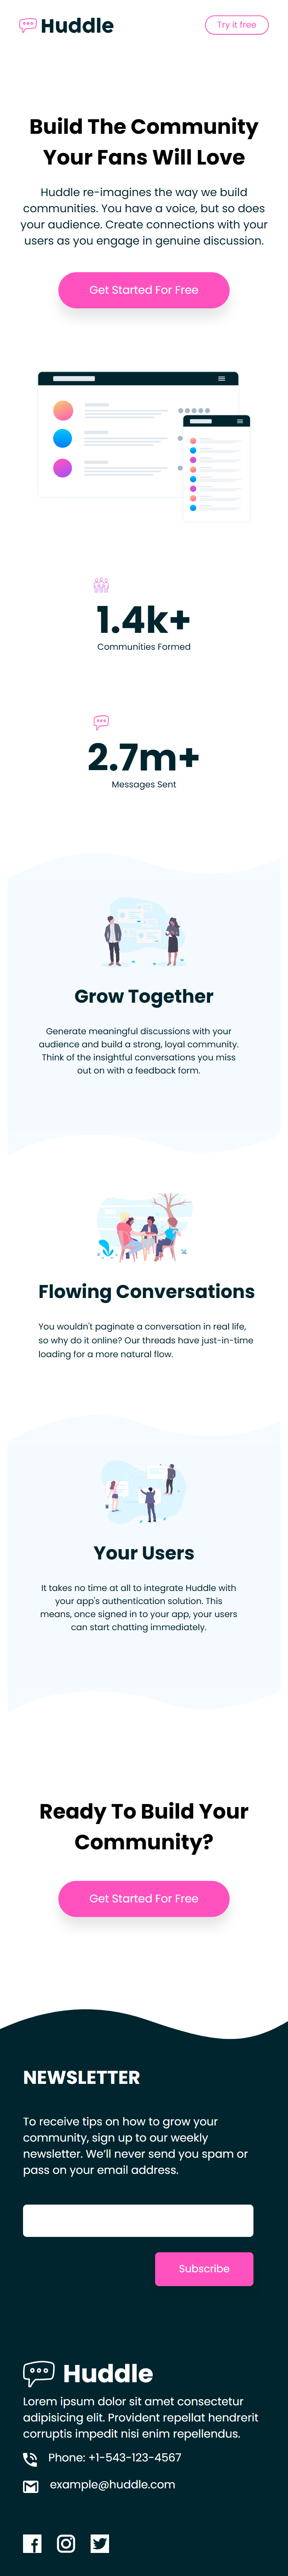 Huddle
Try it free
Build The Community
Your Fans Will Love
Huddle re-imagines the way we build
communities. You have a voice, but so does
your audience. Create connections with your
users as you engage in genuine discussion.
Get Started For Free
1.4k+
Communities Formed
2.7m+
Messages Sent
Grow Together
Generate meaningful discussions with your
audience and build a strong, loyal community.
Think of the insightful conversations you miss
out on with a feedback form.
Flowing Conversations
You wouldn't paginate a conversation in real life,
so why do it online? Our threads have just-in-time
loading for a more natural flow.
Your Users
It takes no time at all to integrate Huddle with
your app's authentication solution. This
means, once signed in to your app, your users
can start chatting immediately.
Ready To Build Your
Community?
Get Started For Free
NEWSLETTER
To receive tips on how to grow your
community, sign up to our weekly
newsletter. We’ll never send you spam or
pass on your email address.
Subscribe
Huddle
Lorem ipsum dolor sit amet consectetur
adipisicing elit. Provident repellat hendrerit
corruptis impedit nisi enim repellendus.
Phone: +1-543-123-4567
example@huddle.com